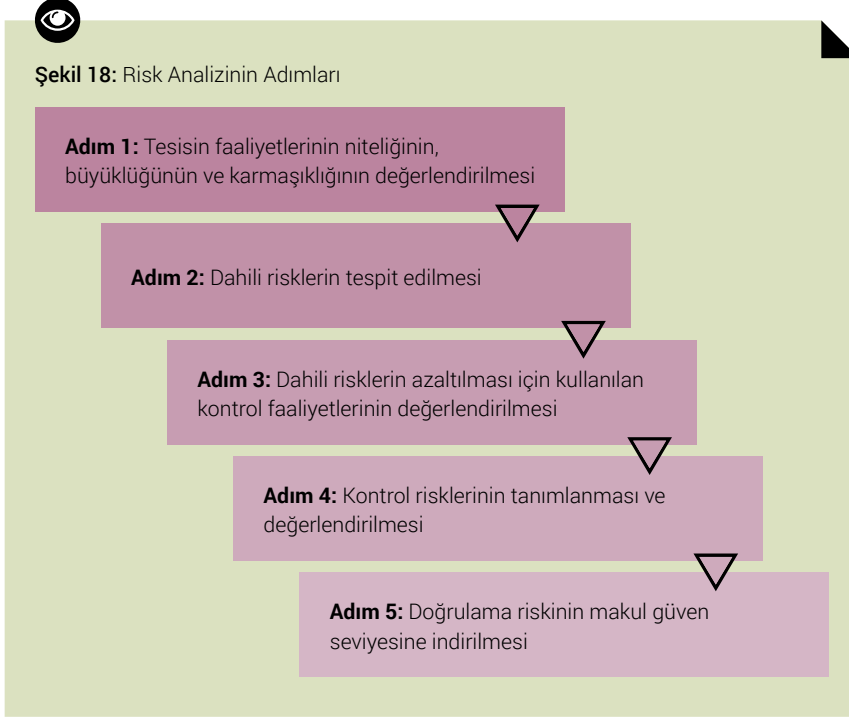 Şekil 18: Risk Analizinin Adımları
Adım 1: Tesisin faaliyetlerinin niteliğinin,
büyüklüğünün ve karmaşıklığının değerlendirilmesi
Adım 2: Dahili risklerin tespit edilmesi
Adım 3: Dahili risklerin azaltılması için kullanılan
kontrol faaliyetlerinin değerlendirilmesi
Adım 4: Kontrol risklerinin tanımlanması ve
değerlendirilmesi
Adım 5: Doğrulama riskinin makul güven
seviyesine indirilmesi